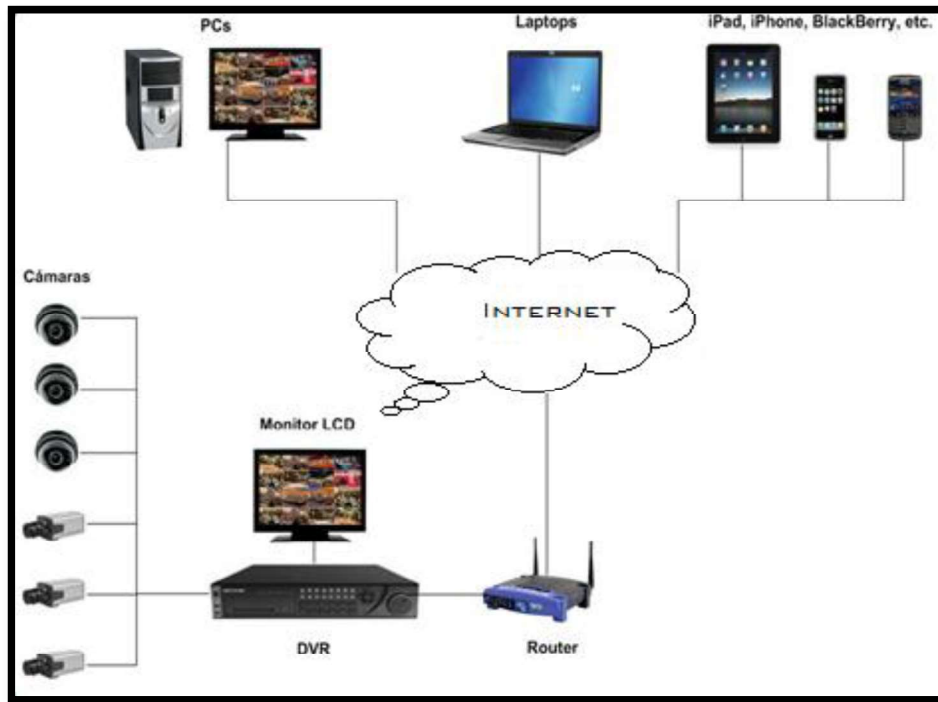 PCs
Laptops
iPad, iPhone, BlackBerry, etc.
INTERNET
Cámaras
Monitor LCD
DVR
Router